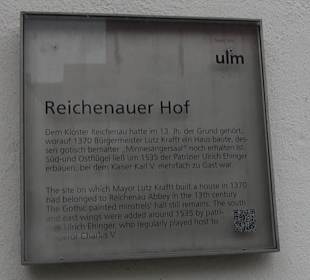 ulm
Reichenauer Hof
Dem Kloster Reichenau hatte im 13. Jh. der Grund gehört,
worauf 1370 Bürgermeister Lutz Krafft ein Haus baute, des-
sen gotisch bemalter „Minnesängersaal" noch erhalten ist.
Süd-und Ostflügel ließ um 1535 der Patrizier Ulrich Ehinger
erbauen, bei dem Kaiser Karl V. mehrfach zu Gast war.
The site on which Mayor Lutz Krafft built a house in 1370
had belonged to Reichenau Abbey in the 13th century.
The Gothic painted minstrels' hall still remains. The south
and east wings were added around 1535 by patri-
Ulrich Ehinger, who regularly played host to
Emperor Charles V.